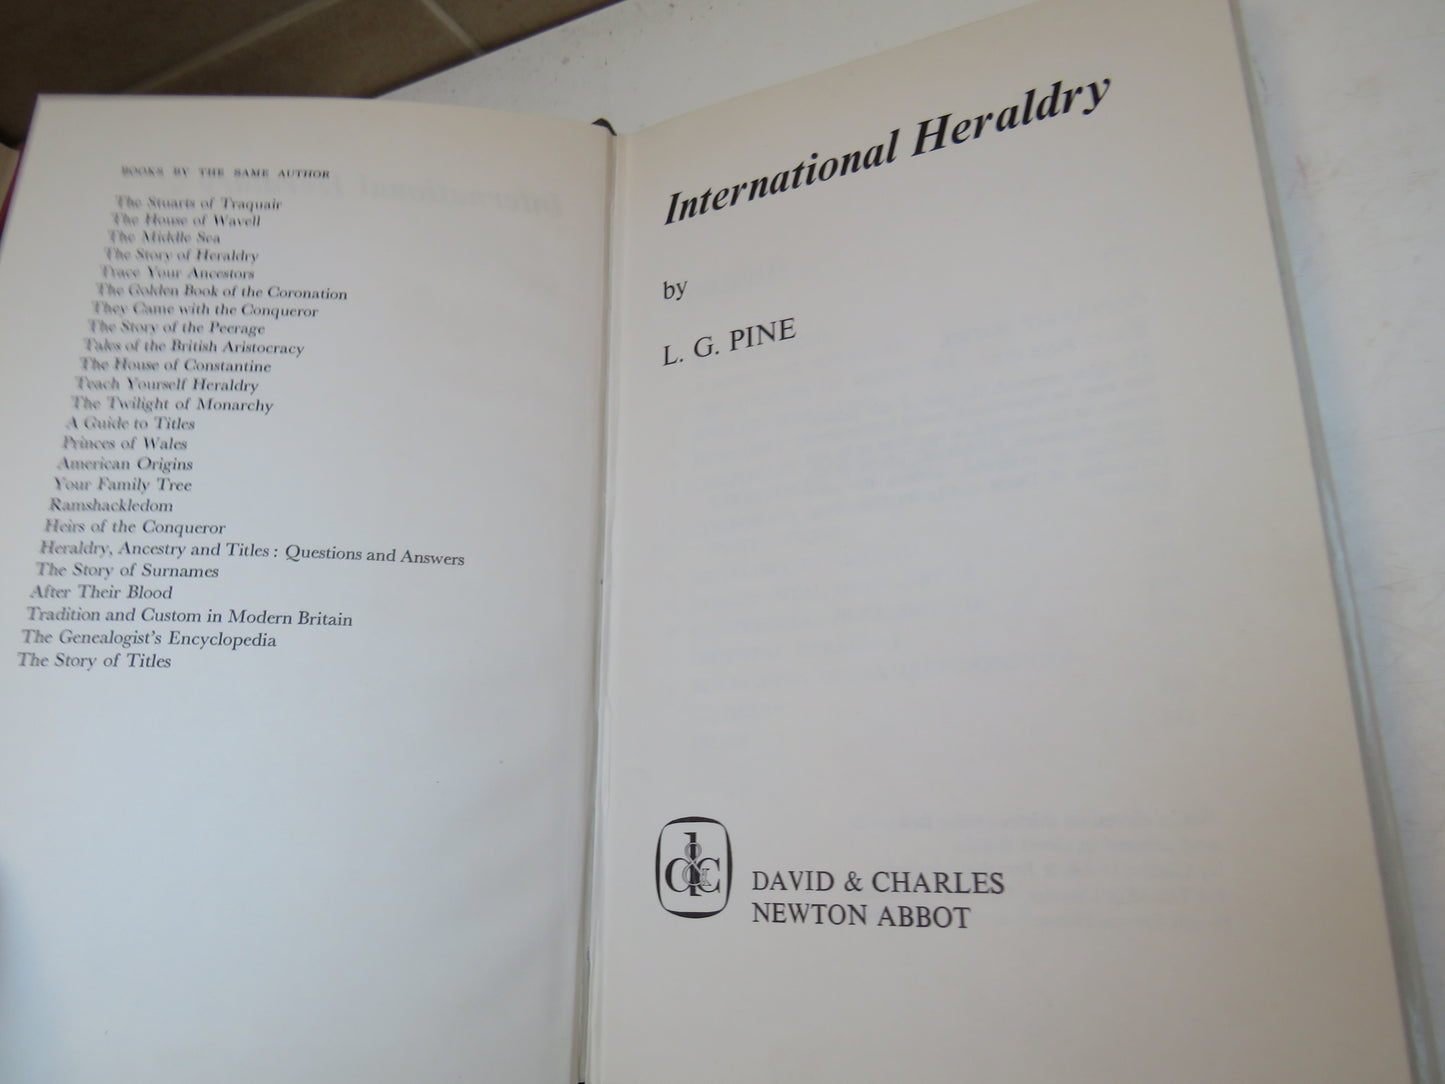 BOOKS BY THE SAME AUTHOR
The Stuarts of Traquair
The House of Wavell
The Middle Sea
The Story of Heraldry
Trace Your Ancestors
The Golden Book of the Coronation
They Came with the Conqueror
The Story of the Peerage
Tales of the British Aristocracy
The House of Constantine
Teach Yourself Heraldry
The Twilight of Monarchy
A Guide to Titles
Princes of Wales
American Origins
Your Family Tree
Ramshackledom
Heirs of the Conqueror
Heraldry, Ancestry and Titles : Questions and Answers
The Story of Surnames
After Their Blood
Tradition and Custom in Modern Britain
The Genealogist's Encyclopedia
The Story of Titles
International Heraldry
by
L. G. PINE
d&c
DAVID & CHARLES
NEWTON ABBOT